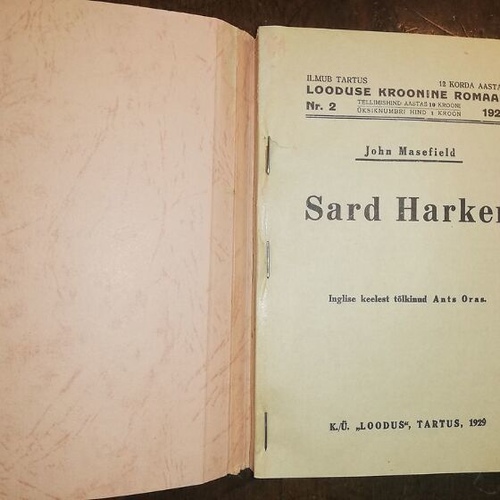 ILMUB TARTUS 12 KORDA AASTA
LOODUSE KROONINE ROMAA
Nr. 2 TELLIMISHIND AASTAS 10 KROONI 192
ÜKSIKNUMBRI HIND 1 KROON
John Masefield
Sard Harker
Inglise keelest tõlkinud Ants Oras.
K./Ü. „LOODUS“, TARTUS, 1929